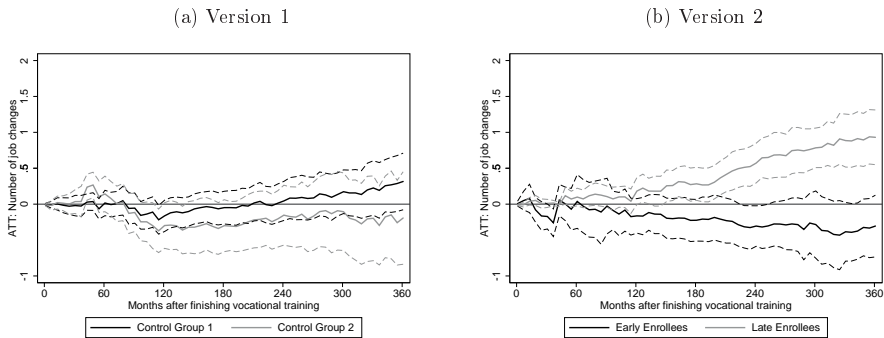 (a) Version 1
ATT: Number of job changes
2
1.5
1
.5
0
-1
0 60 120 180 240 300 360
Months after finishing vocational training
Control Group 1 Control Group 2
(b) Version 2
ATT: Number of job changes
2
1.5
1
.5
0
-1
0 60 120 180 240 300 360
Months after finishing vocational training
Early Enrollees Late Enrollees